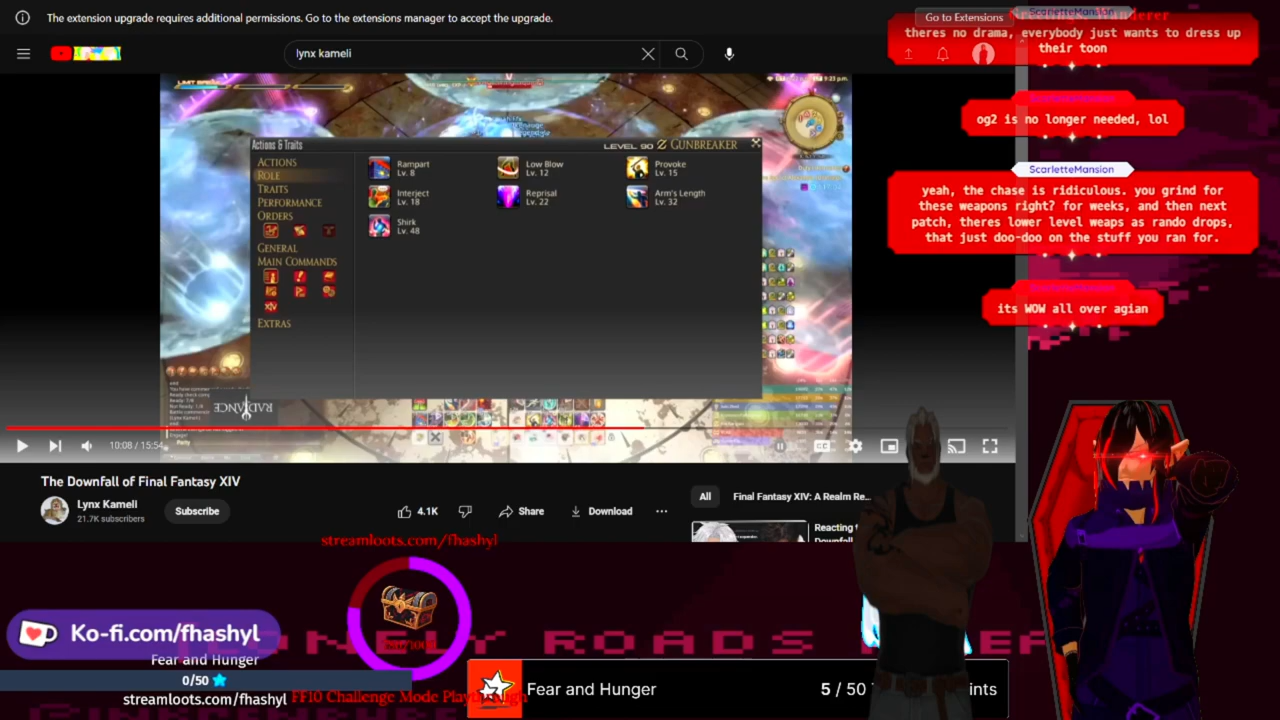 The extension upgrade requires additional permissions. Go to the extensions manager to accept the upgrade.
Go to Extensions
lynx kameli
ScarletteMansion
theres no drama, everybody just wants to dress up
their toon
og2 is no longer needed, lol
ScarletteMansion
yeah, the chase is ridiculous. you grind for
these weapons right? for weeks, and then next
patch, theres lower level weaps as rando drops,
that just doo-doo on the stuff you ran for.
its WOW all over agian
Actions & Traits
LEVEL 90 GUNBREAKER
ACTIONS
ROLE
TRAITS
PERFORMANCE
ORDERS
GENERAL
MAIN COMMANDS
EXTRAS
Rampart
Lv. 8
Low Blow
Lv. 12
Provoke
Lv. 15
Interject
Lv. 18
Reprisal
Lv. 22
Arm's Length
Lv. 32
Shirk
Lv. 48
10:08 / 15:54
The Downfall of Final Fantasy XIV
Lynx Kameli
21.7K subscribers
Subscribe
4.1K
Share
Download
All
Final Fantasy XIV: A Realm Re...
Reacting
Downfall
streamloots.com/fhashyl
Ko-fi.com/fhashyl
Fear and Hunger
0/50
streamloots.com/fhashyl
FF10 Challenge Mode Playthrough
LONELY ROADS
Fear and Hunger
5 / 50